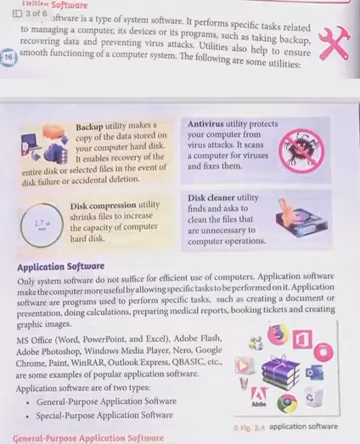 Utility Software
3 of 6
software is a type of system software. It performs specific tasks related
to managing a computer, its devices or its programs, such as taking backup,
recovering data and preventing virus attacks. Utilities also help to ensure
16
smooth functioning of a computer system. The following are some utilities:
Backup utility makes a
copy of the data stored on
your computer hard disk.
It enables recovery of the
entire disk or selected files in the event of
disk failure or accidental deletion.
Antivirus utility protects
your computer from
virus attacks. It scans
a computer for viruses
and fixes them.
Disk compression utility
shrinks files to increase
the capacity of computer
hard disk.
Disk cleaner utility
finds and asks to
clean the files that
are unnecessary to
computer operations.
Application Software
Only system software do not suffice for efficient use of computers. Application software
make the computer more useful by allowing specific tasks to be performed on it. Application
software are programs used to perform specific tasks, such as creating a document or
presentation, doing calculations, preparing medical reports, booking tickets and creating
graphic images.
MS Office (Word, PowerPoint, and Excel), Adobe Flash,
Adobe Photoshop, Windows Media Player, Nero, Google
Chrome, Paint, WinRAR, Outlook Express, QBASIC, etc.,
are some examples of popular application software.
Application software are of two types:
• General-Purpose Application Software
• Special-Purpose Application Software
Adobe
Fig. 2.4 application software
General-Purpose Application Software